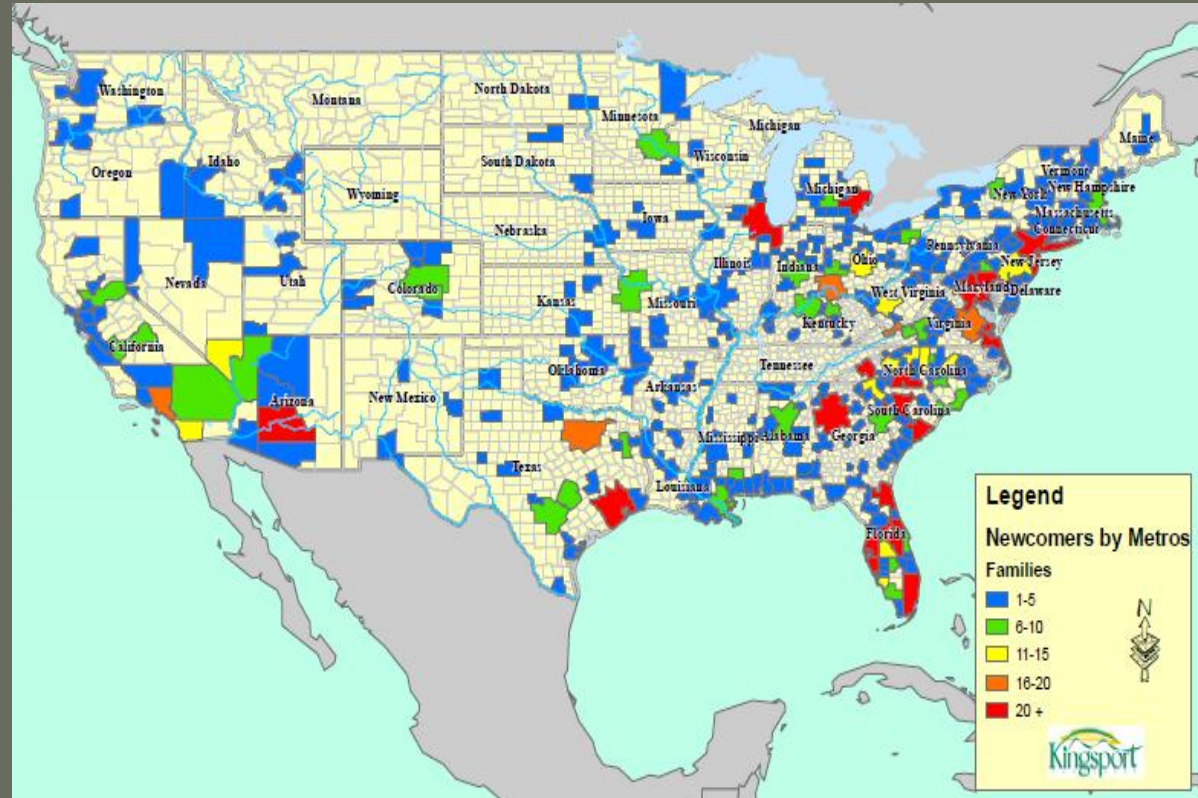 Washington
Montana
North Dakota
Minnesota
Michigan
Maine
Oregon
Idaho
South Dakota
Wisconsin
Vermont
Wyoming
Michigan
New York
New Hampshire
Massachusetts
Connecticut
Iowa
Nebraska
Pennsylvania
Nevada
Utah
Colorado
Illinois
Indiana
Ohio
New Jersey
Maryland
Delaware
Kansas
Missouri
West Virginia
Kentucky
Virginia
California
Arizona
New Mexico
Oklahoma
Arkansas
Tennessee
North Carolina
South Carolina
Mississippi
Alabama
Georgia
Texas
Louisiana
Florida
Legend
Newcomers by Metros
Families
1-5
6-10
11-15
16-20
20 +
N
Kingsport